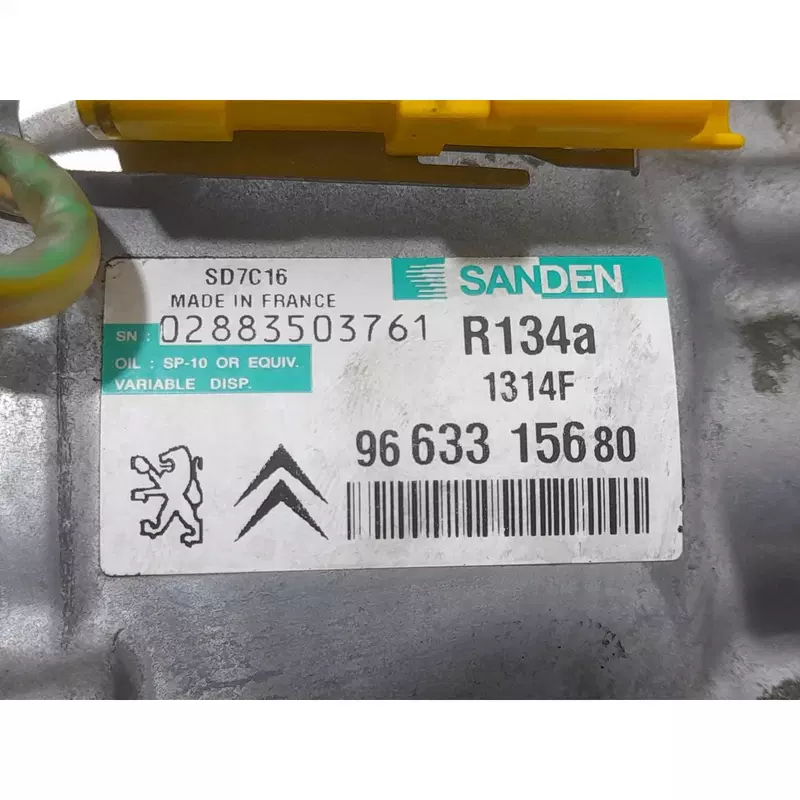 SD7C16
MADE IN FRANCE
SANDEN
SN : 02883503761
R134a
OIL : SP-10 OR EQUIV.
VARIABLE DISP.
1314F
96 633 156 80